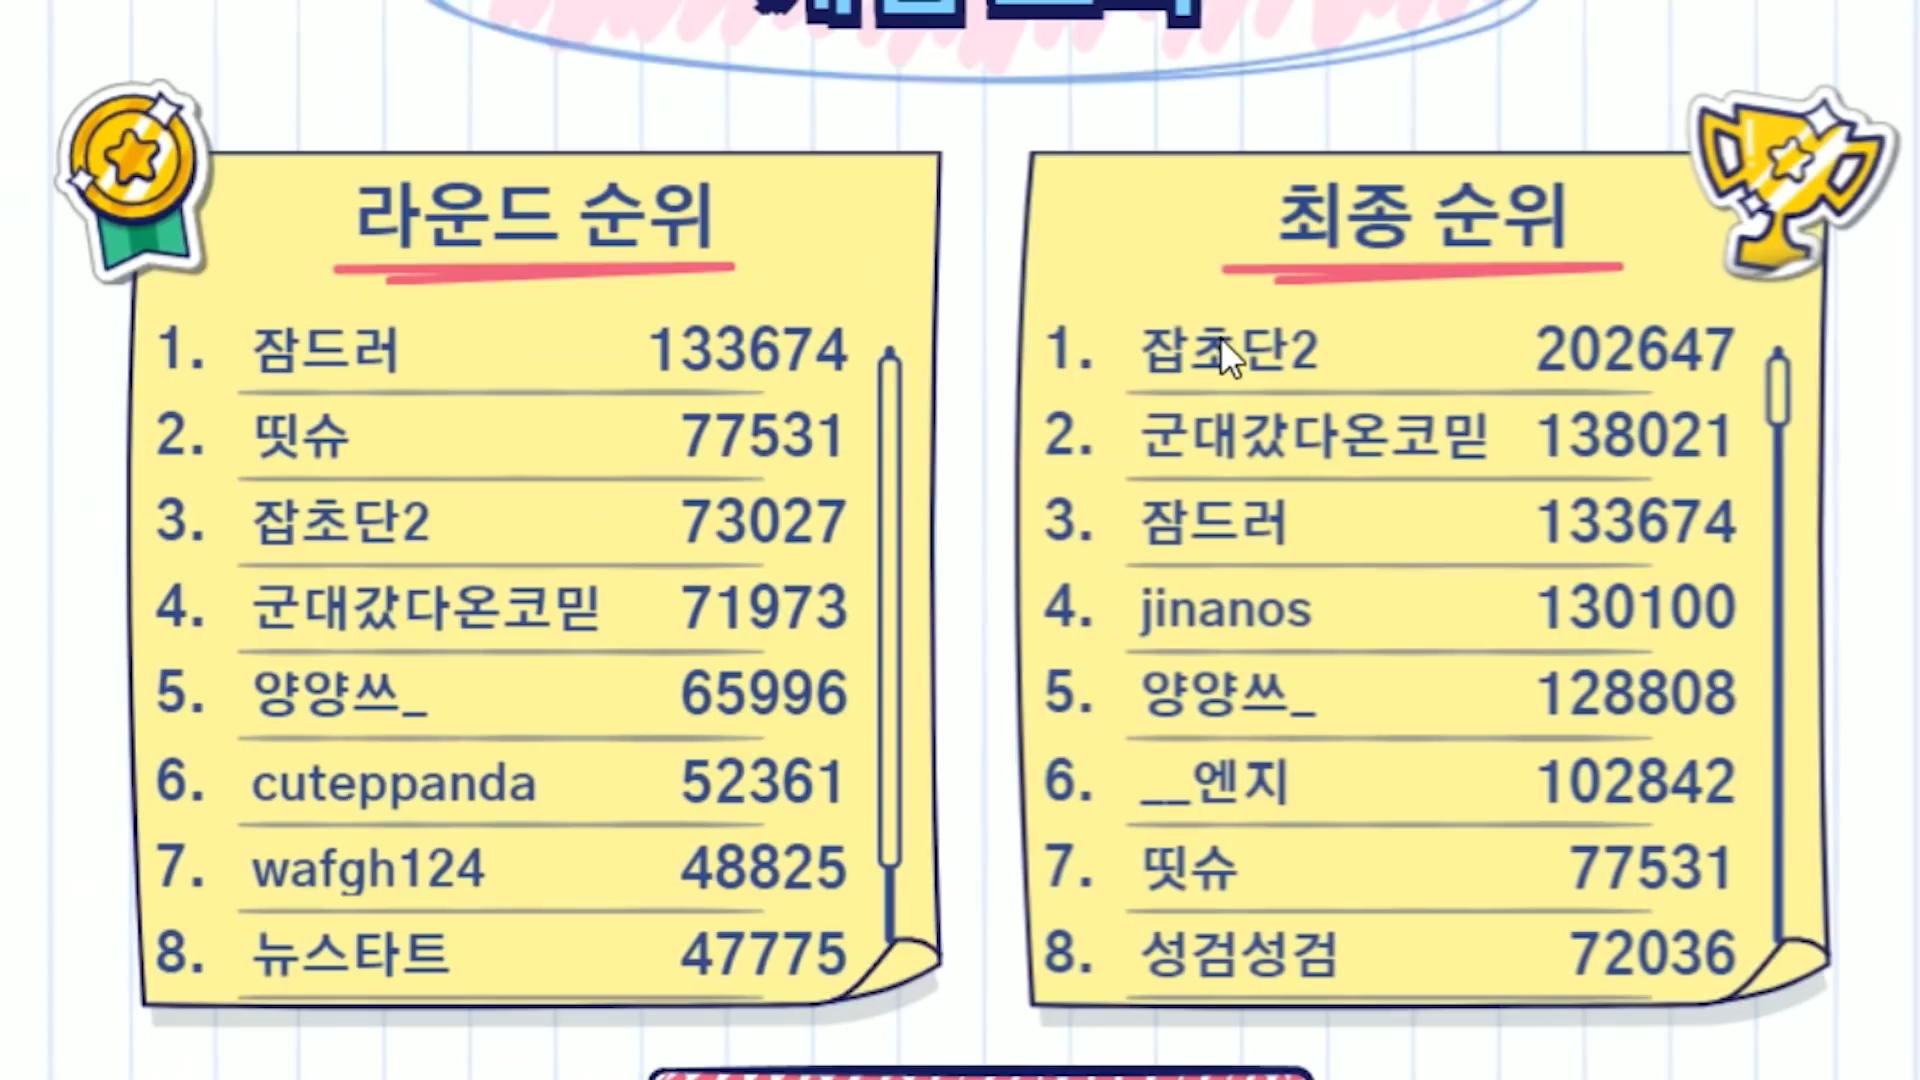 라운드 순위
1. 잠드러 133674
2. 띳슈 77531
3. 잡초단2 73027
4. 군대갔다온코믿 71973
5. 양양쓰_ 65996
6. cuteppanda 52361
7. wafgh124 48825
8. 뉴스타트 47775
최종 순위
1. 잡초단2 202647
2. 군대갔다온코믿 138021
3. 잠드러 133674
4. jinanos 130100
5. 양양쓰_ 128808
6. __엔지 102842
7. 띳슈 77531
8. 성검성검 72036